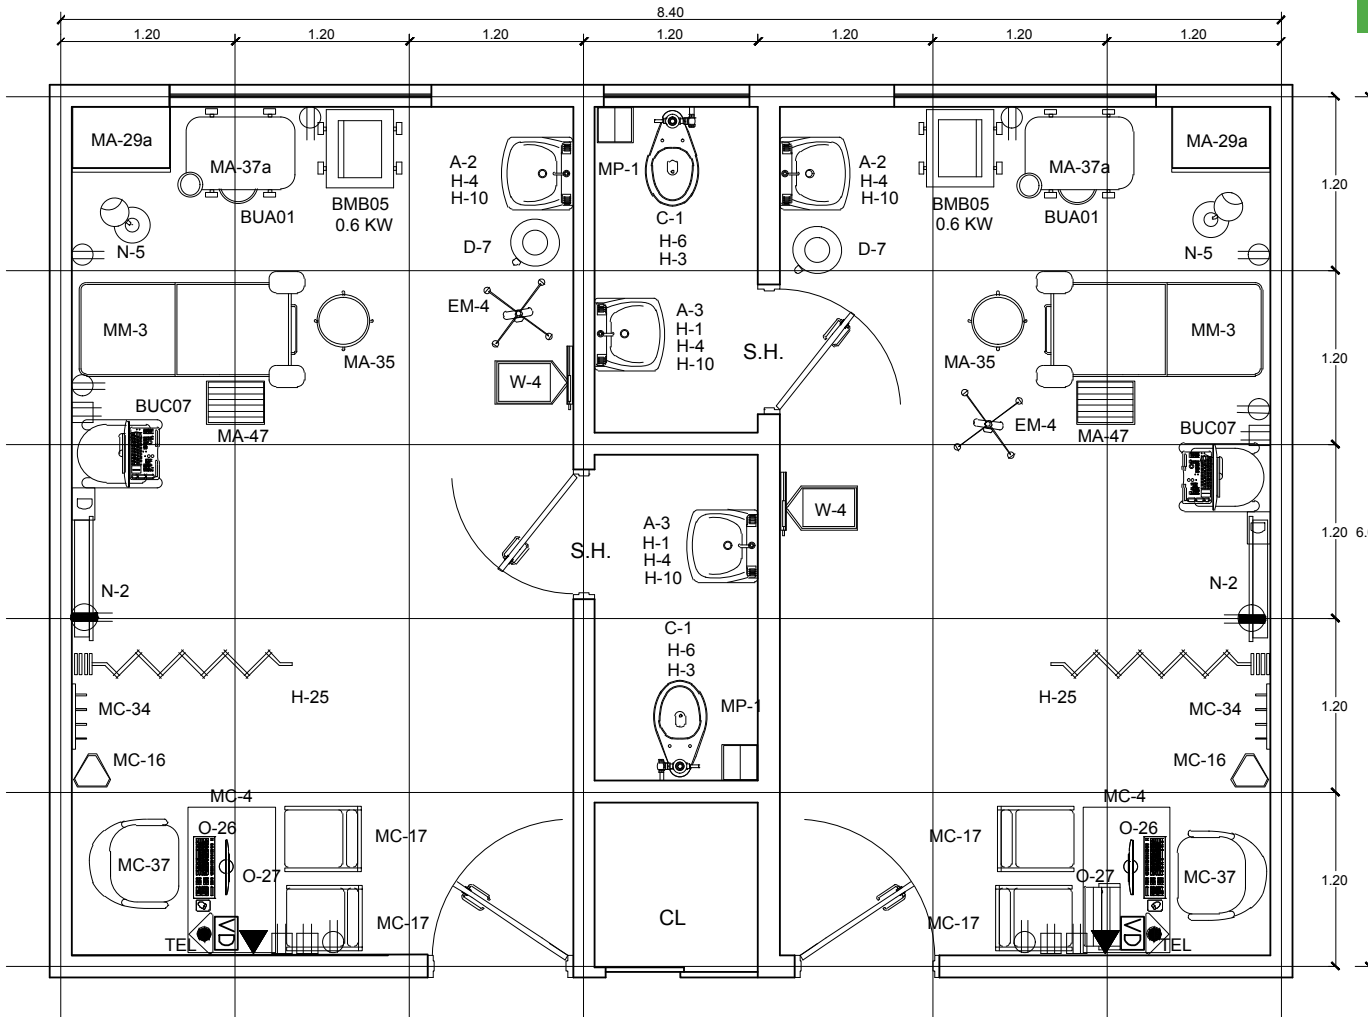 8.40
1.20 1.20 1.20 1.20 1.20 1.20 1.20
MA-29a
MA-37a
BUA01
BMB05
0.6 KW
A-2
H-4
H-10
MP-1
C-1
H-6
H-3
A-2
H-4
H-10
BMB05
0.6 KW
MA-37a
BUA01
MA-29a
1.20
N-5
D-7
D-7
N-5
MM-3
MA-35
EM-4
A-3
H-1
H-4
H-10
S.H.
MA-35
MM-3
1.20
W-4
BUC07
MA-47
EM-4
MA-47
BUC07
W-4
A-3
H-1
H-4
H-10
S.H.
1.20
6.
N-2
N-2
C-1
H-6
H-3
MP-1
H-25
H-25
MC-34
MC-34
1.20
MC-16
MC-16
MC-4
O-26
O-27
MC-37
MC-17
MC-17
TEL
VD
CL
MC-4
O-26
O-27
MC-37
MC-17
MC-17
VD
TEL
1.20